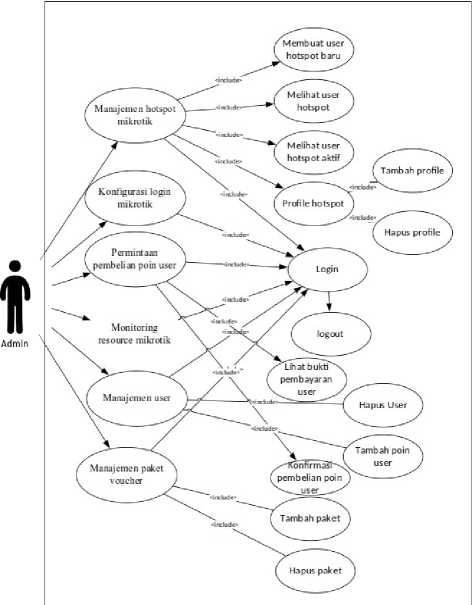 Membuat user
hotspot baru
<include>
Manajemen hotspot
mikrotik
<include>
Melihat user
hotspot
<include>
Melihat user
hotspot aktif
<include>
Tambah profile
<include>
Profile hotspot
<include>
<include>
Hapus profile
Konfigurasi login
mikrotik
<include>
Permintaan
pembelian poin user
<include>
Login
<include>
Admin
Monitoring
resource mikrotik
<include>
<include>
logout
<include>
Lihat bukti
pembayaran
user
Manajemen user
<include>
Hapus User
<include>
Tambah poin
user
Manajemen paket
voucher
Konfirmasi
pembelian poin
user
<include>
Tambah paket
<include>
Hapus paket